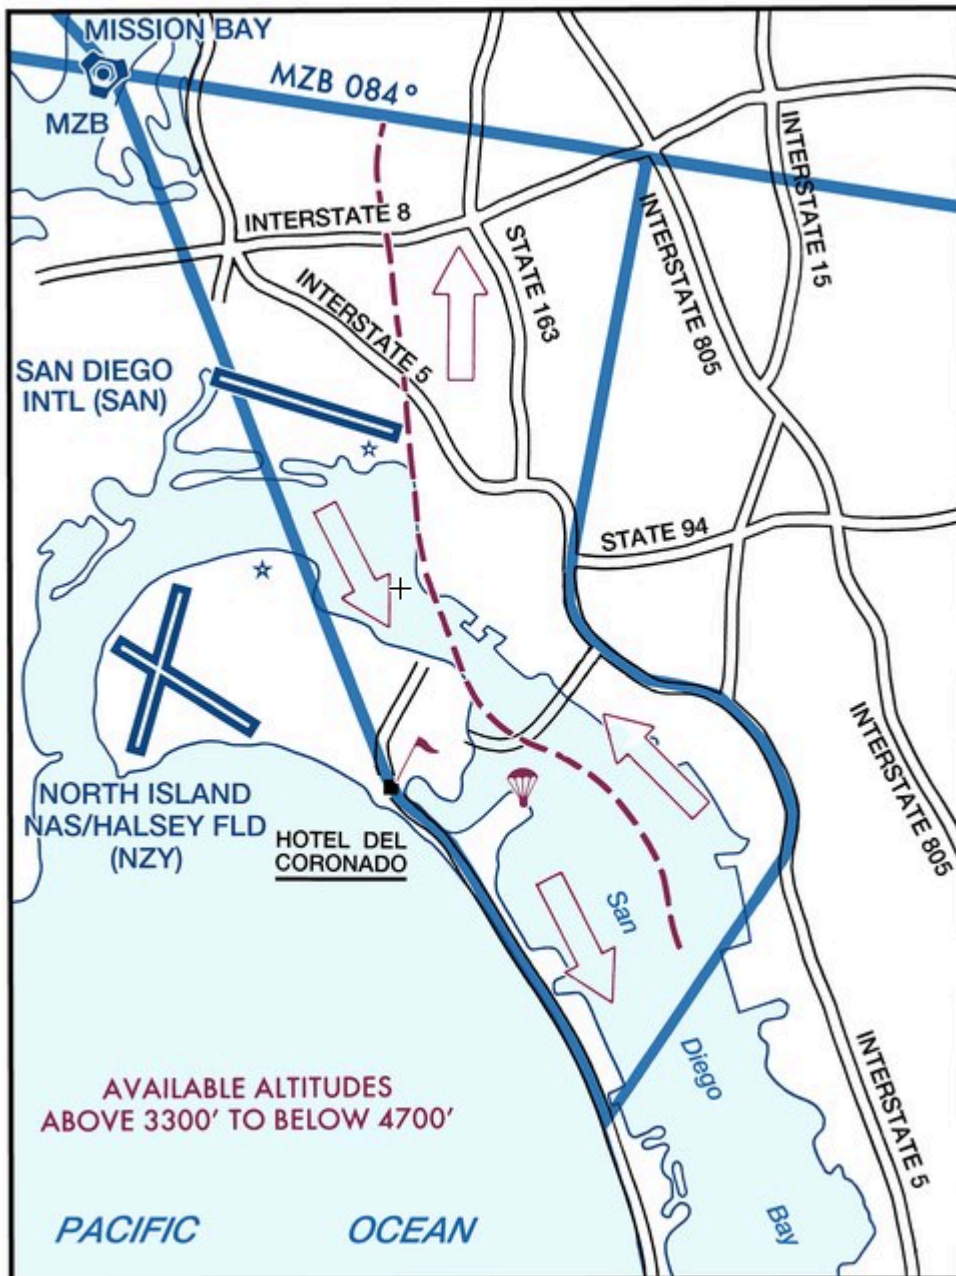 MISSION BAY
MZB 084°
MZB
INTERSTATE 15
INTERSTATE 8
STATE 163
INTERSTATE 805
INTERSTATE 5
SAN DIEGO
INTL (SAN)
STATE 94
NORTH ISLAND
NAS/HALSEY FLD
(NZY)
HOTEL DEL
CORONADO
INTERSTATE 805
San
Diego
Bay
INTERSTATE 5
AVAILABLE ALTITUDES
ABOVE 3300' TO BELOW 4700'
PACIFIC OCEAN